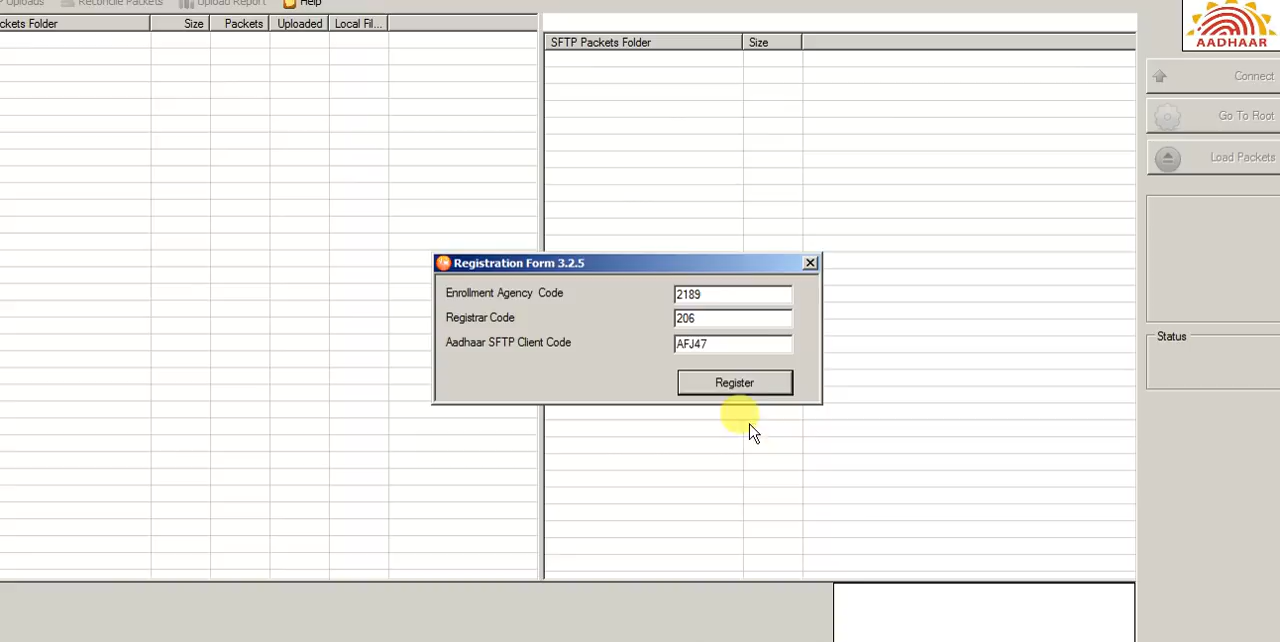 Uploads Reconcile Packets Upload Report Help
ckets Folder Size Packets Uploaded Local Fil...
SFTP Packets Folder Size
AADHAAR
Connect
Go To Root
Load Packets
Registration Form 3.2.5
Enrollment Agency Code 2189
Registrar Code 206
Aadhaar SFTP Client Code AFJ47
Register
Status